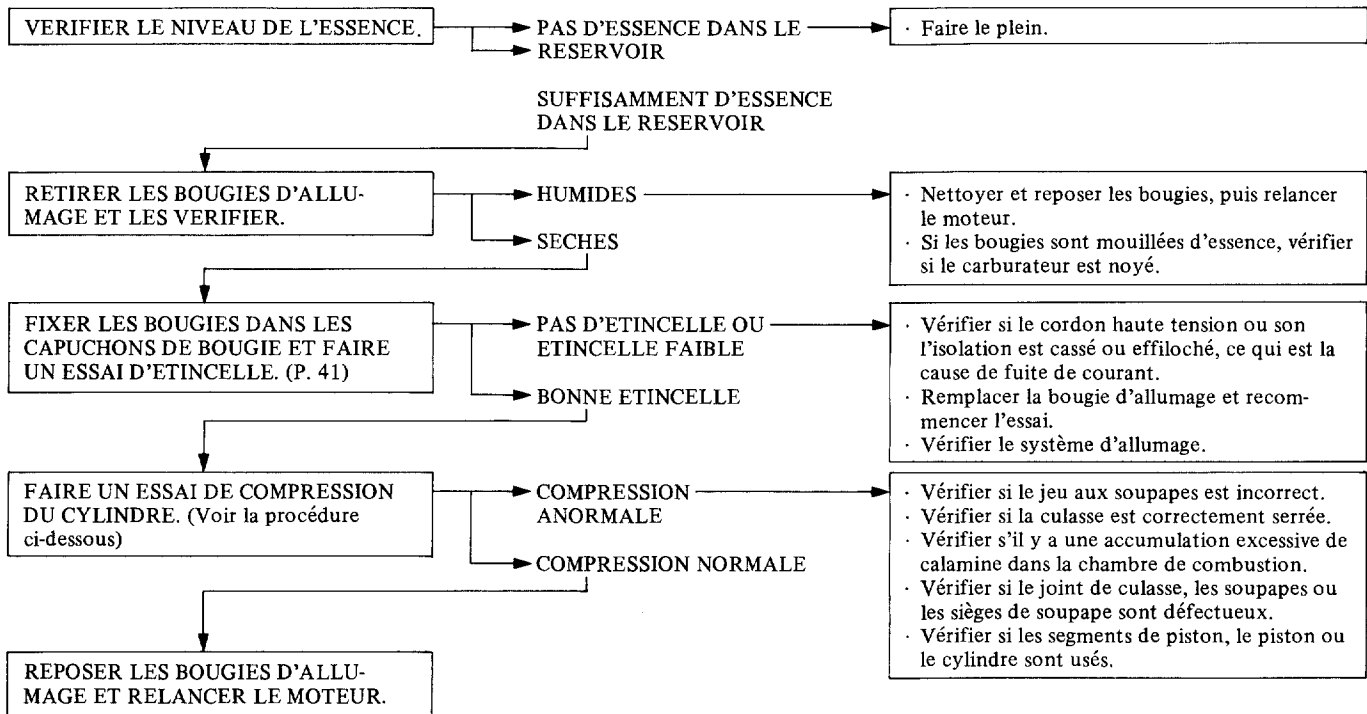 VERIFIER LE NIVEAU DE L'ESSENCE.
PAS D'ESSENCE DANS LE
RESERVOIR
· Faire le plein.
SUFFISAMMENT D'ESSENCE
DANS LE RESERVOIR
RETIRER LES BOUGIES D'ALLU-
MAGE ET LES VERIFIER.
HUMIDES
SECHES
· Nettoyer et reposer les bougies, puis relancer
le moteur.
· Si les bougies sont mouillées d'essence, vérifier
si le carburateur est noyé.
FIXER LES BOUGIES DANS LES
CAPUCHONS DE BOUGIE ET FAIRE
UN ESSAI D'ETINCELLE. (P. 41)
PAS D'ETINCELLE OU
ETINCELLE FAIBLE
BONNE ETINCELLE
· Vérifier si le cordon haute tension ou son
l'isolation est cassé ou effiloché, ce qui est la
cause de fuite de courant.
· Remplacer la bougie d'allumage et recom-
mencer l'essai.
· Vérifier le système d'allumage.
FAIRE UN ESSAI DE COMPRESSION
DU CYLINDRE. (Voir la procédure
ci-dessous)
COMPRESSION
ANORMALE
COMPRESSION NORMALE
· Vérifier si le jeu aux soupapes est incorrect.
· Vérifier si la culasse est correctement serrée.
· Vérifier s'il y a une accumulation excessive de
calamine dans la chambre de combustion.
· Vérifier si le joint de culasse, les soupapes ou
les sièges de soupape sont défectueux.
· Vérifier si les segments de piston, le piston ou
le cylindre sont usés.
REPOSER LES BOUGIES D'ALLU-
MAGE ET RELANCER LE MOTEUR.